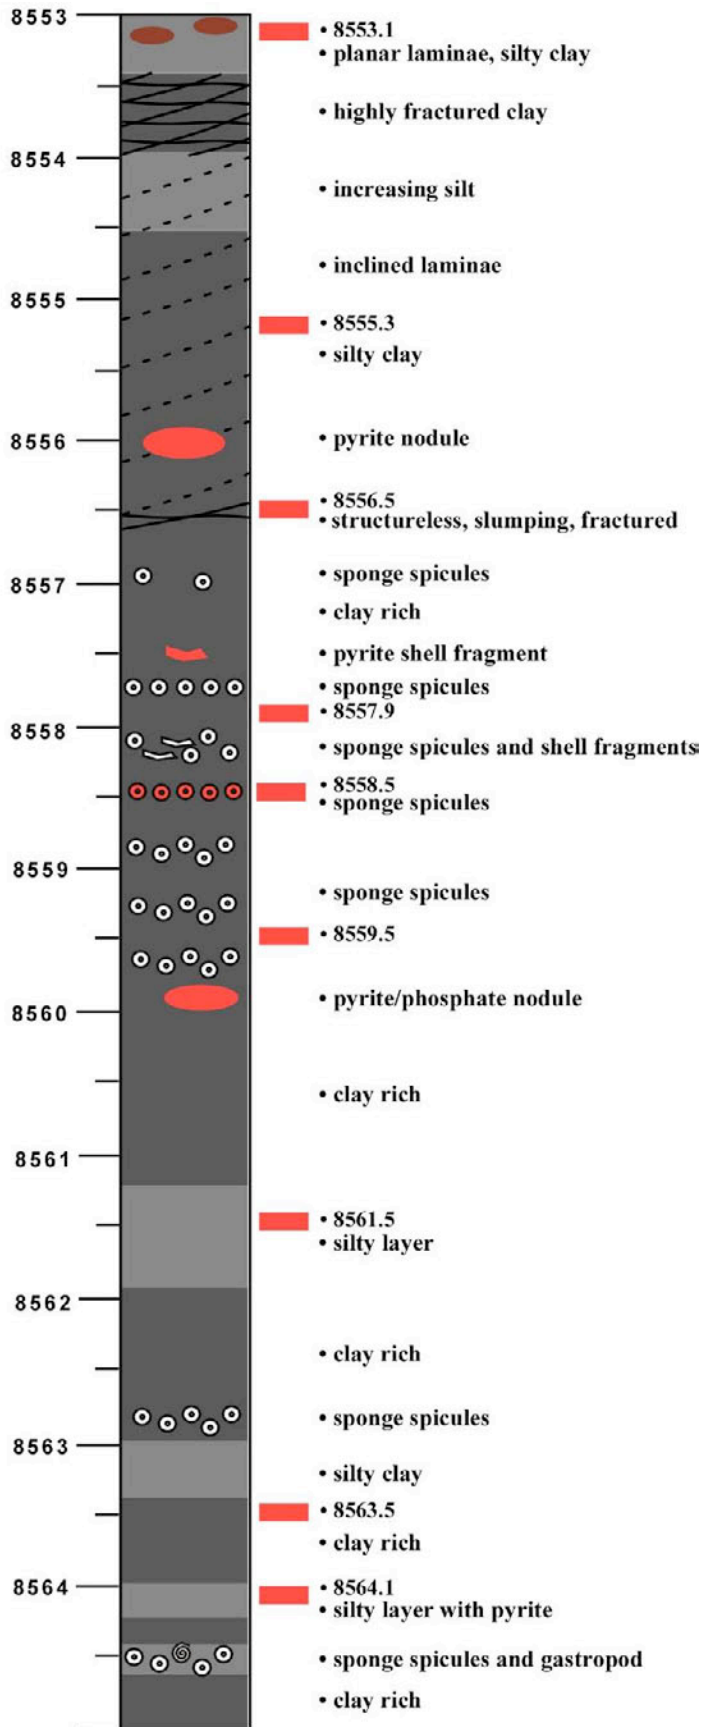 8553
• 8553.1
• planar laminae, silty clay
• highly fractured clay
8554
• increasing silt
• inclined laminae
8555
• 8555.3
• silty clay
8556
• pyrite nodule
• 8556.5
• structureless, slumping, fractured
• sponge spicules
8557
• clay rich
• pyrite shell fragment
• sponge spicules
• 8557.9
8558
• sponge spicules and shell fragments
• 8558.5
• sponge spicules
8559
• sponge spicules
• 8559.5
• pyrite/phosphate nodule
8560
• clay rich
8561
• 8561.5
• silty layer
8562
• clay rich
• sponge spicules
8563
• silty clay
• 8563.5
• clay rich
8564
• 8564.1
• silty layer with pyrite
• sponge spicules and gastropod
• clay rich